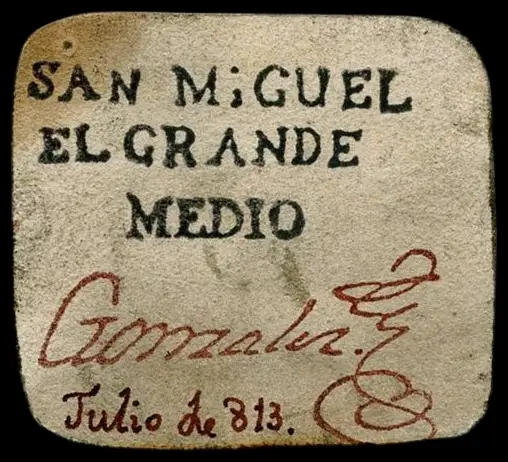 SAN MiGUEL
EL GRANDE
MEDIO
Gonzalez.
Julio de 813.